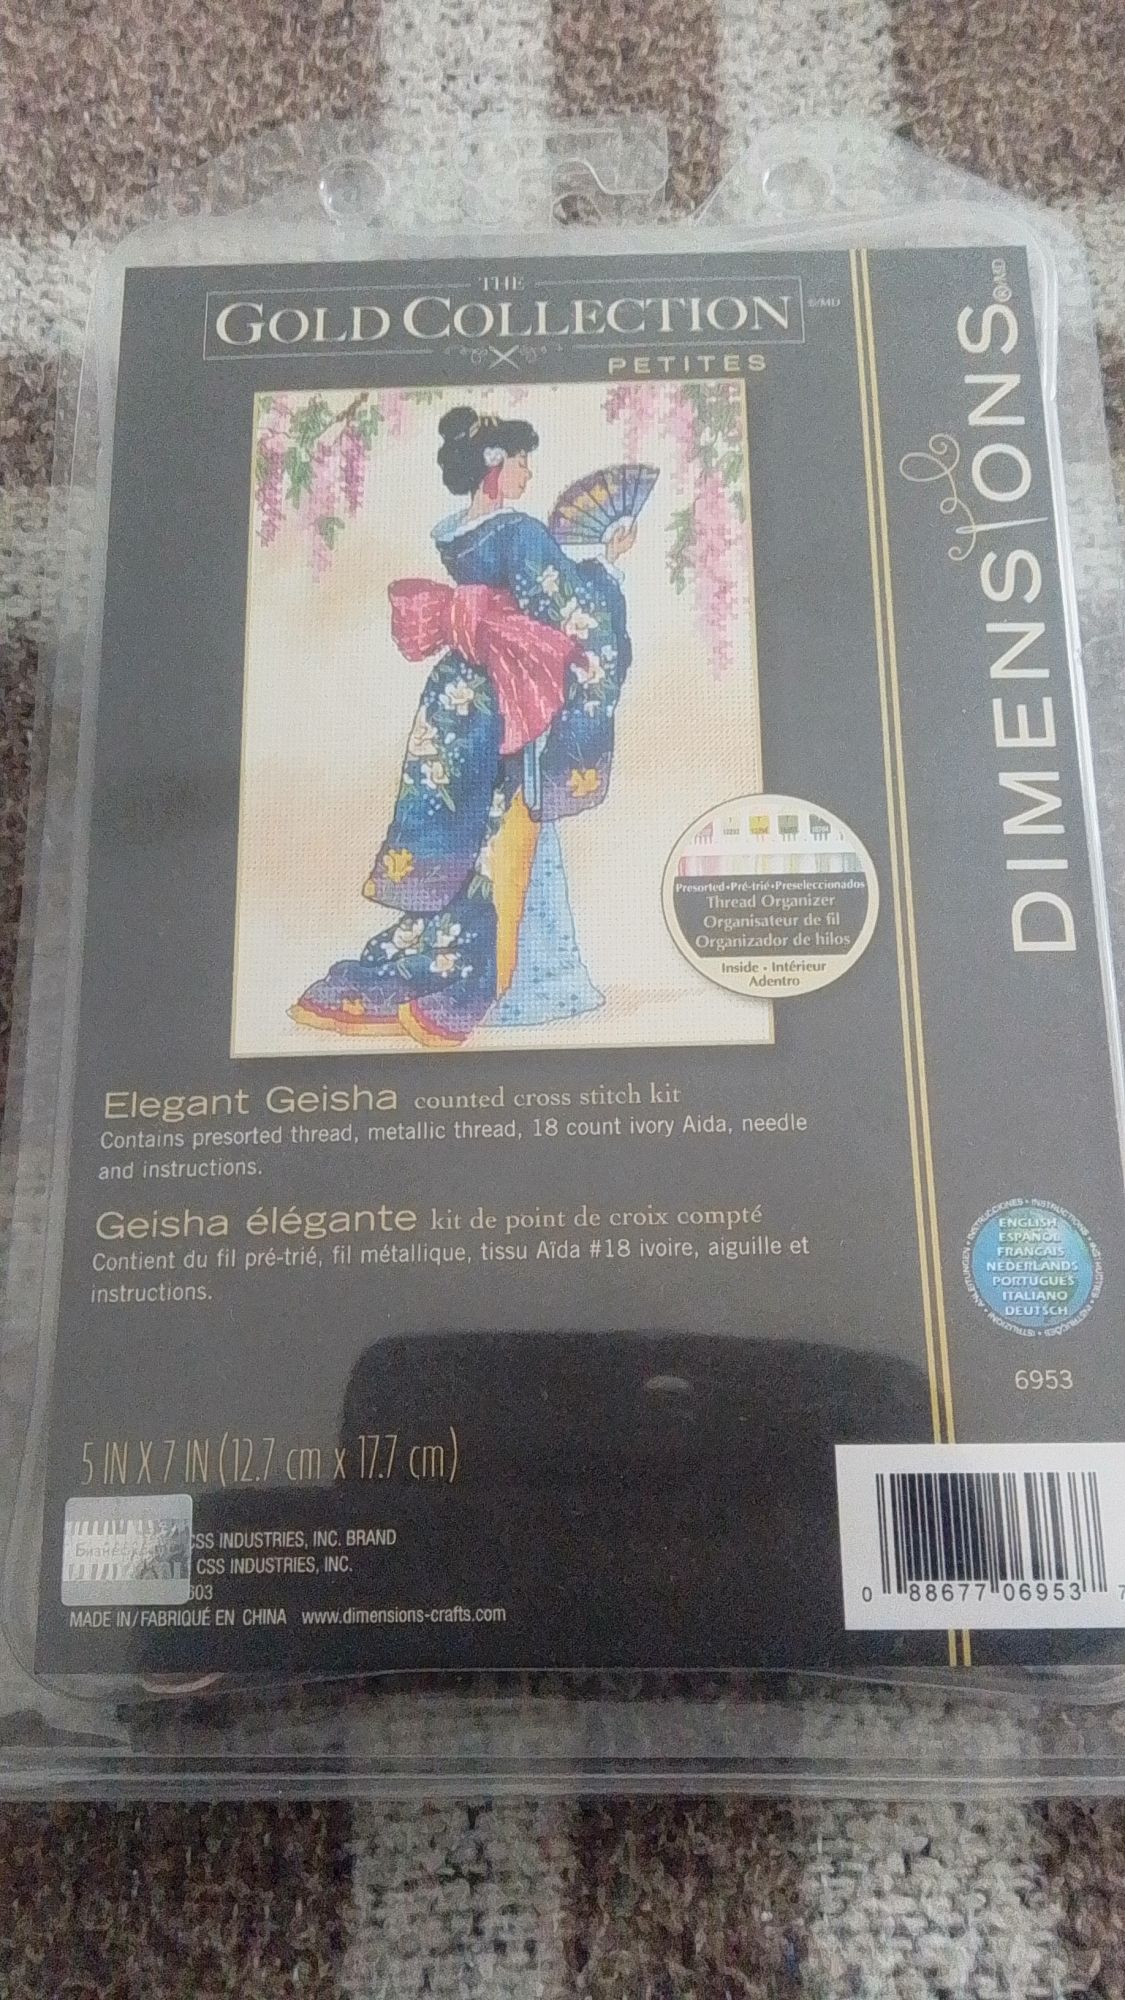 THE
GOLD COLLECTION ®/MD
PETITES
DIMENSIONS ®/MD
Presorted•Pré-trié•Preseleccionados
Thread Organizer
Organisateur de fil
Organizador de hilos
Inside • Intérieur
Adentro
Elegant Geisha counted cross stitch kit
Contains presorted thread, metallic thread, 18 count ivory Aida, needle
and instructions.
Geisha élégante kit de point de croix compté
Contient du fil pré-trié, fil métallique, tissu Aïda #18 ivoire, aiguille et
instructions.
ENGLISH
ESPAÑOL
FRANÇAIS
NEDERLANDS
PORTUGUÊS
ITALIANO
DEUTSCH
6953
5 IN X 7 IN (12.7 cm x 17.7 cm)
CSS INDUSTRIES, INC. BRAND
CSS INDUSTRIES, INC.
603
MADE IN/FABRIQUÉ EN CHINA www.dimensions-crafts.com
0 88677 06953 7